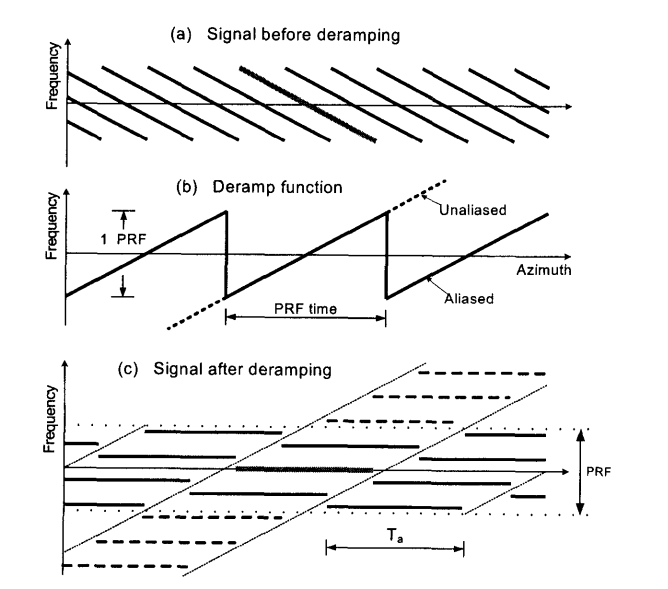 (a) Signal before deramping
Frequency
(b) Deramp function
Frequency
Unaliased
1 PRF
Azimuth
Aliased
PRF time
(c) Signal after deramping
Frequency
PRF
Ta